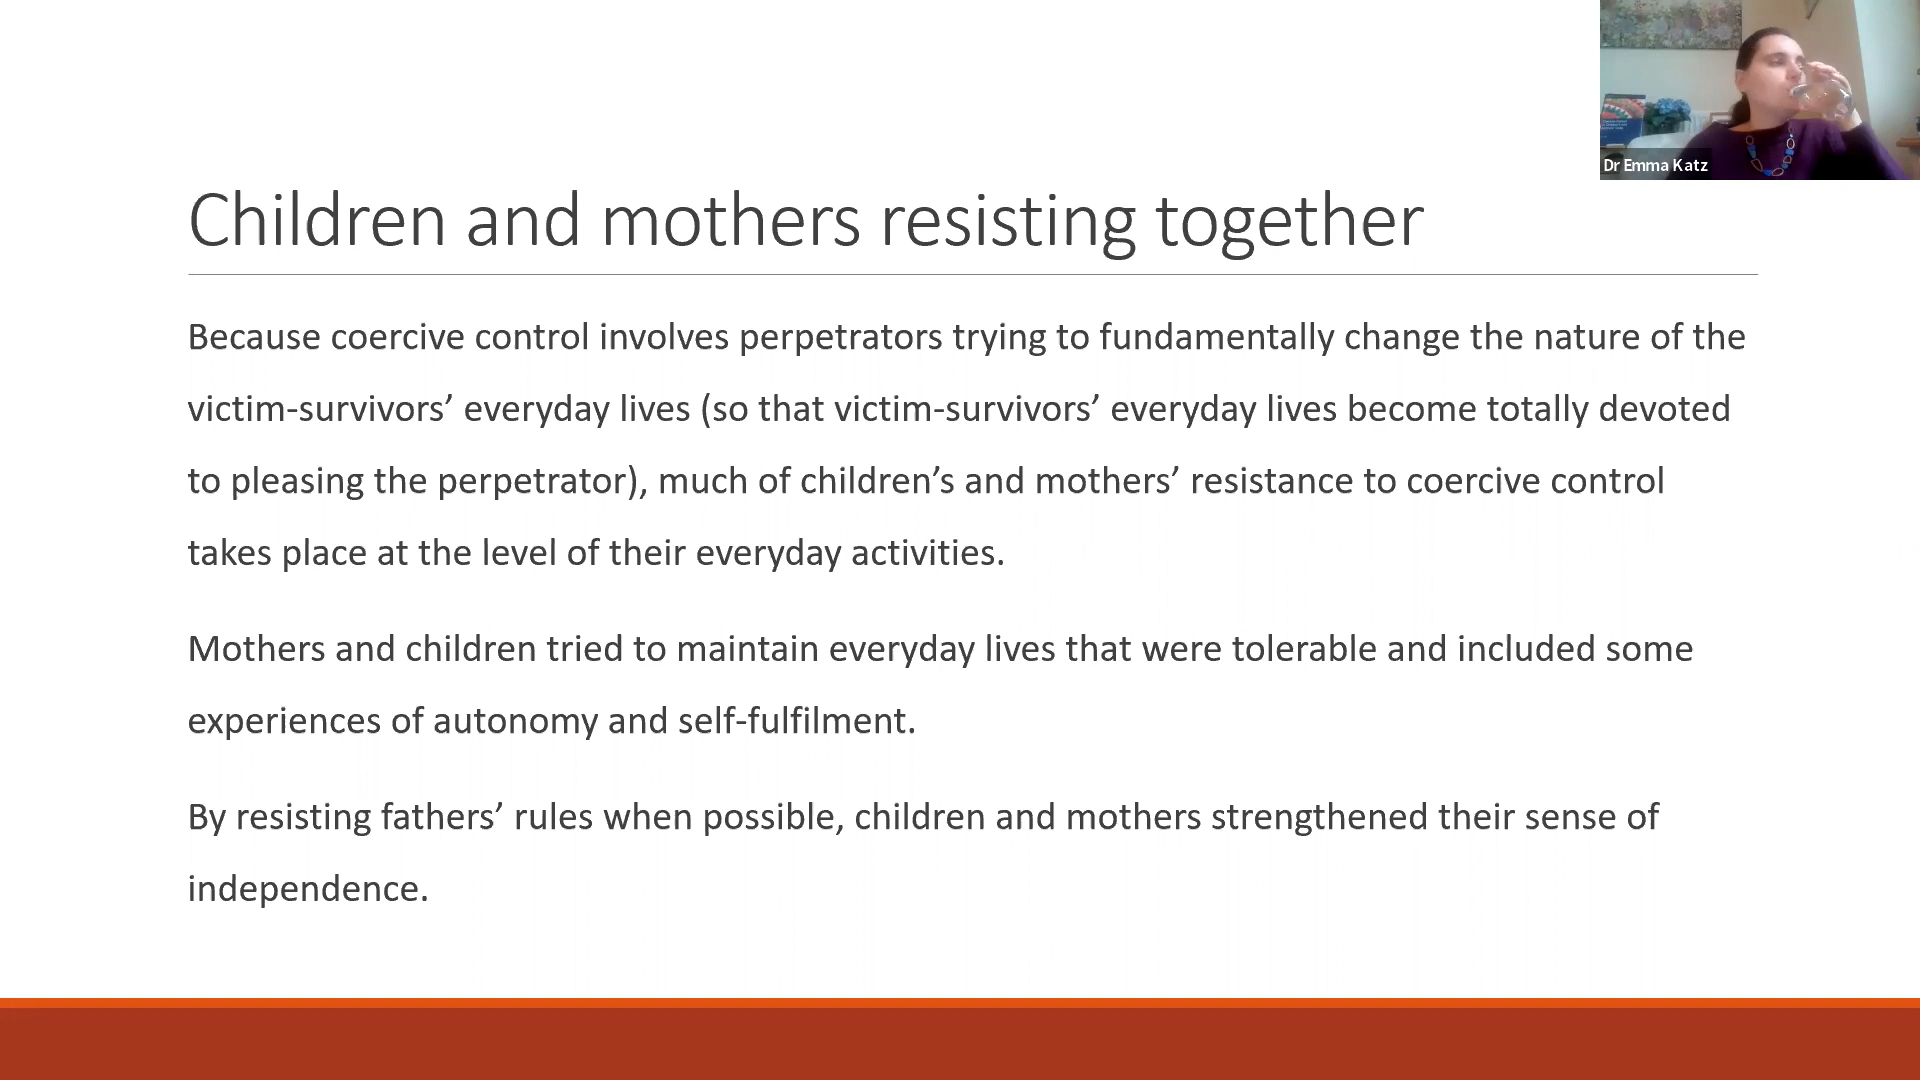 Dr Emma Katz
Children and mothers resisting together
Because coercive control involves perpetrators trying to fundamentally change the nature of the
victim-survivors’ everyday lives (so that victim-survivors’ everyday lives become totally devoted
to pleasing the perpetrator), much of children’s and mothers’ resistance to coercive control
takes place at the level of their everyday activities.
Mothers and children tried to maintain everyday lives that were tolerable and included some
experiences of autonomy and self-fulfilment.
By resisting fathers’ rules when possible, children and mothers strengthened their sense of
independence.